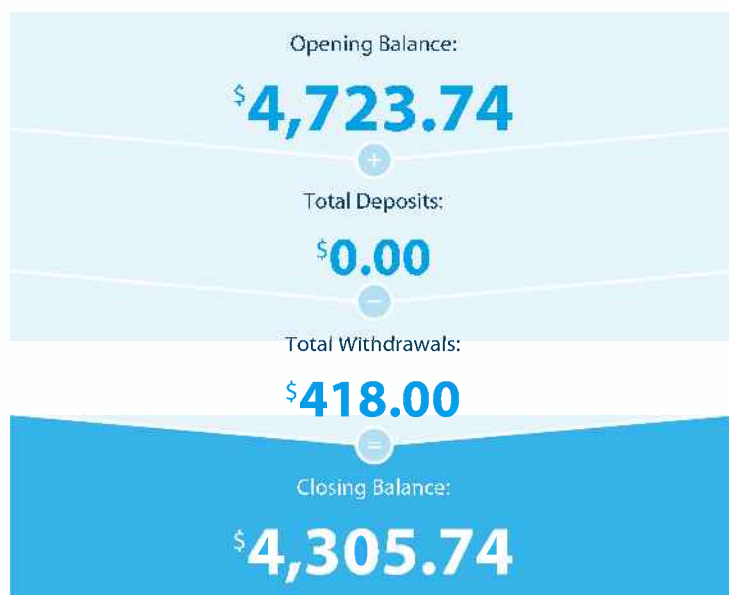 Opening Balance:
$4,723.74
+
Total Deposits:
$0.00
−
Total Withdrawals:
$418.00
=
Closing Balance:
$4,305.74